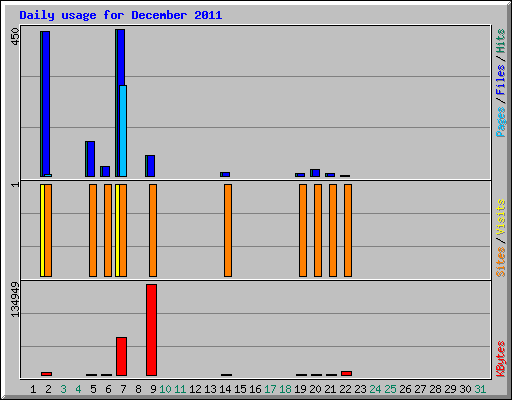 Daily usage for December 2011
450
Pages / Files / Hits
1
Sites / Visits
134949
KBytes
1 2 3 4 5 6 7 8 9 10 11 12 13 14 15 16 17 18 19 20 21 22 23 24 25 26 27 28 29 30 31